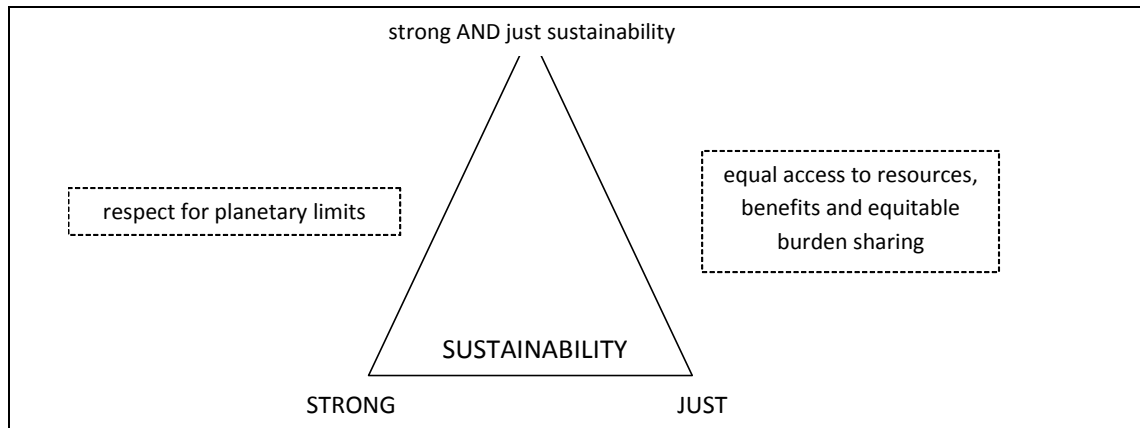 strong AND just sustainability
respect for planetary limits
equal access to resources,
benefits and equitable
burden sharing
SUSTAINABILITY
STRONG
JUST